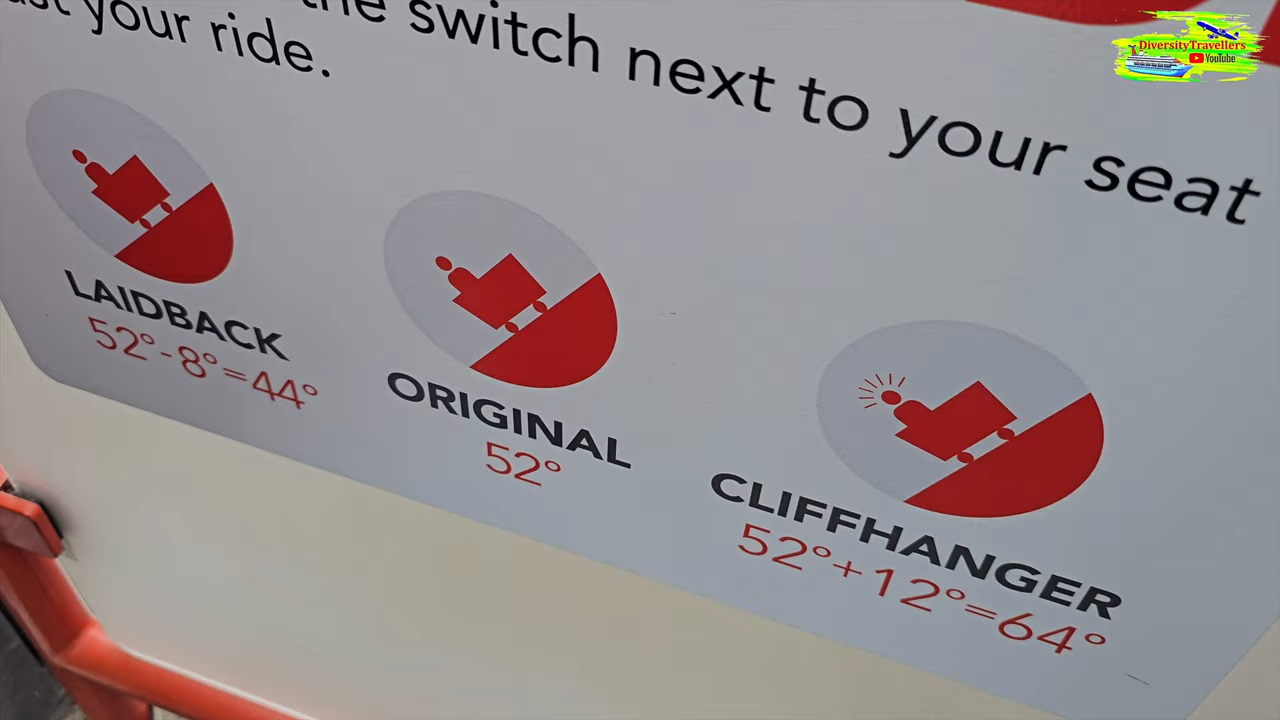 the switch next to your seat
your ride.
LAIDBACK
52°-8°=44°
ORIGINAL
52°
CLIFFHANGER
52°+12°=64°
DiversityTravellers
YouTube